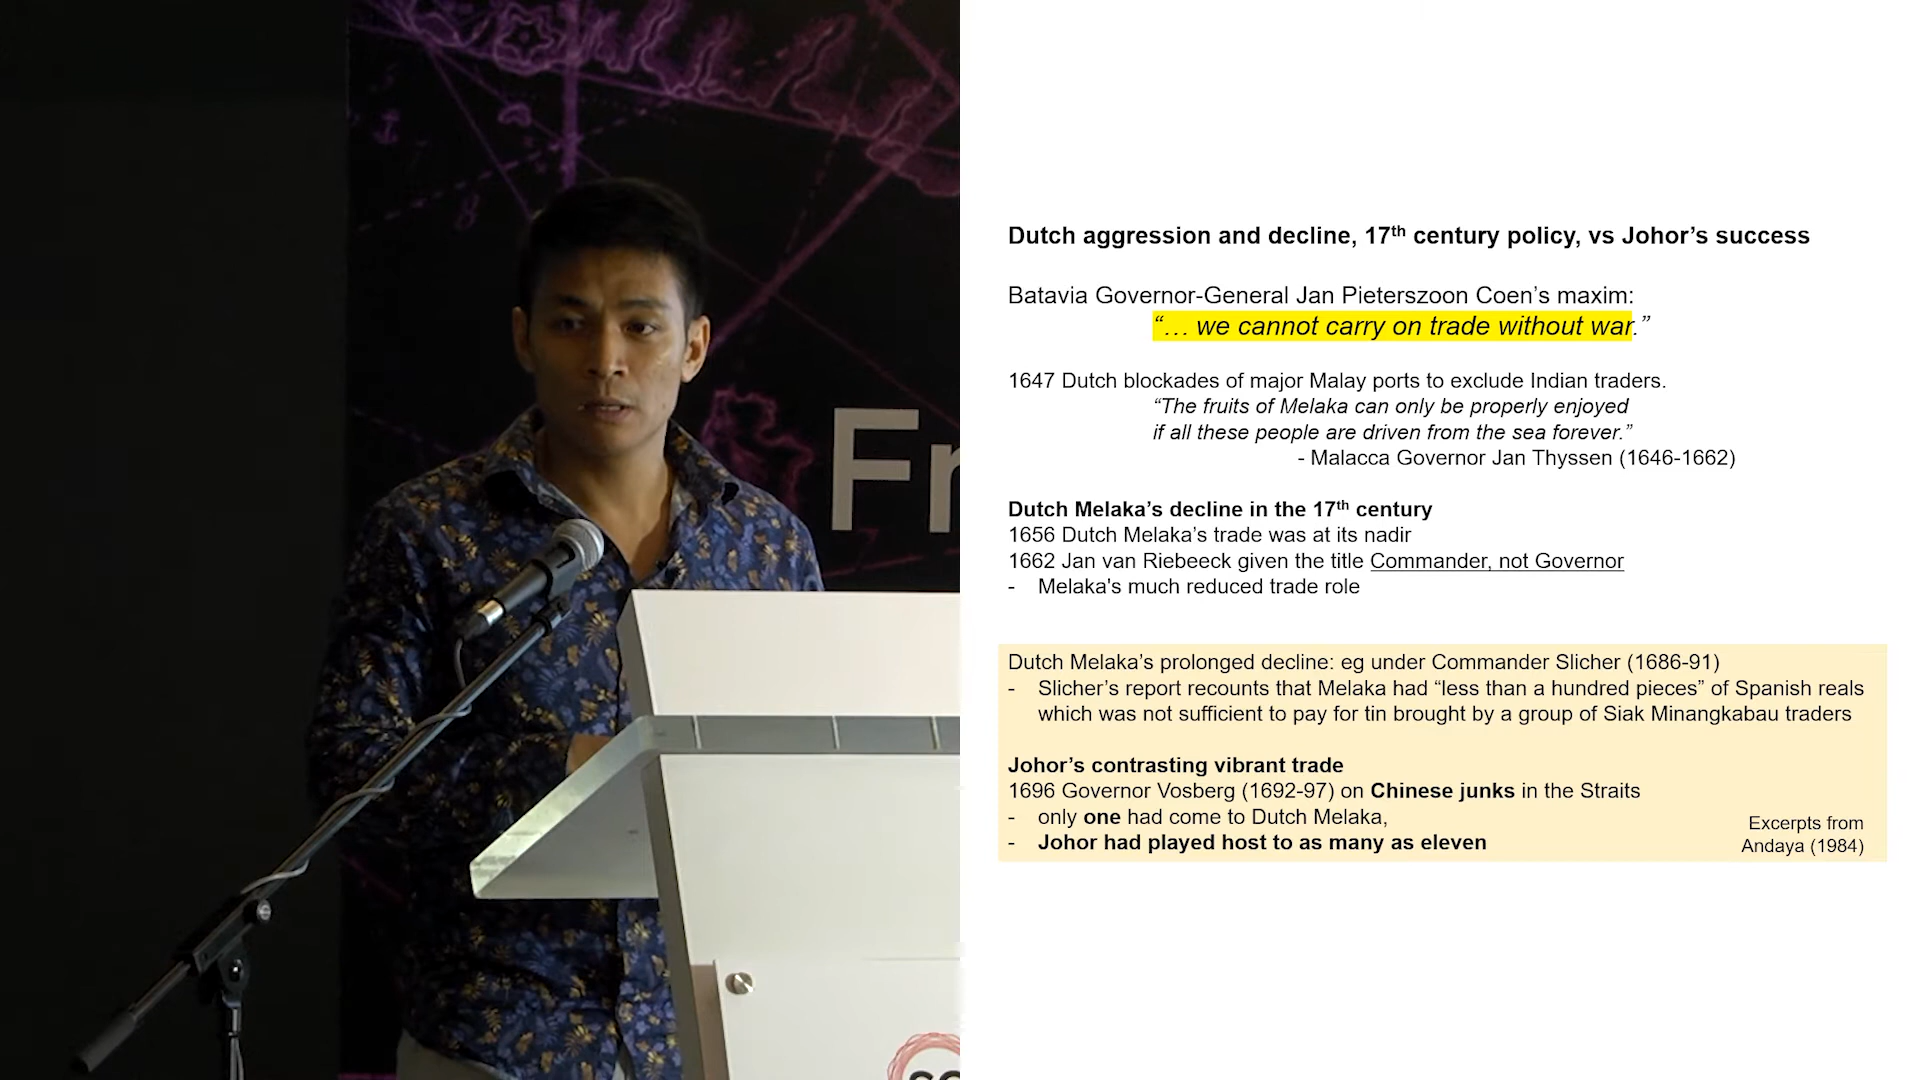 Fr
Dutch aggression and decline, 17th century policy, vs Johor’s success
Batavia Governor-General Jan Pieterszoon Coen’s maxim:
“… we cannot carry on trade without war.”
1647 Dutch blockades of major Malay ports to exclude Indian traders.
“The fruits of Melaka can only be properly enjoyed
if all these people are driven from the sea forever.”
- Malacca Governor Jan Thyssen (1646-1662)
Dutch Melaka’s decline in the 17th century
1656 Dutch Melaka’s trade was at its nadir
1662 Jan van Riebeeck given the title Commander, not Governor
- Melaka's much reduced trade role
Dutch Melaka’s prolonged decline: eg under Commander Slicher (1686-91)
- Slicher’s report recounts that Melaka had “less than a hundred pieces” of Spanish reals
which was not sufficient to pay for tin brought by a group of Siak Minangkabau traders
Johor’s contrasting vibrant trade
1696 Governor Vosberg (1692-97) on Chinese junks in the Straits
- only one had come to Dutch Melaka,
- Johor had played host to as many as eleven
Excerpts from
Andaya (1984)